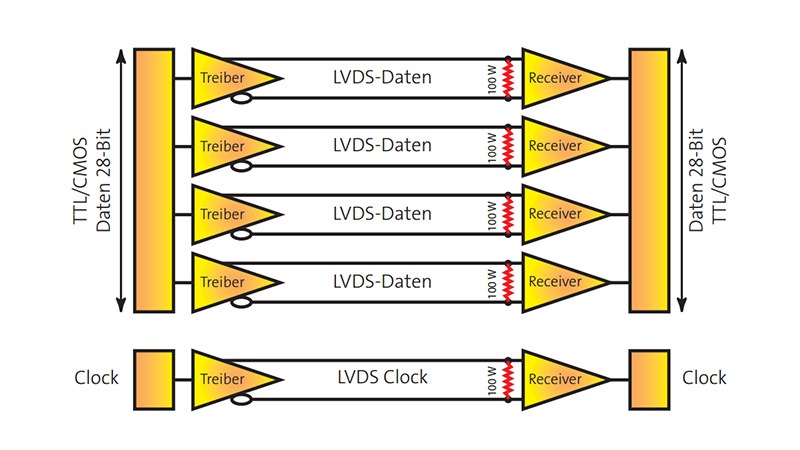 TTL/CMOS
Daten 28-Bit
Treiber
LVDS-Daten
100 W
Receiver
Treiber
LVDS-Daten
100 W
Receiver
Treiber
LVDS-Daten
100 W
Receiver
Treiber
LVDS-Daten
100 W
Receiver
Daten 28-Bit
TTL/CMOS
Clock
Treiber
LVDS Clock
100 W
Receiver
Clock